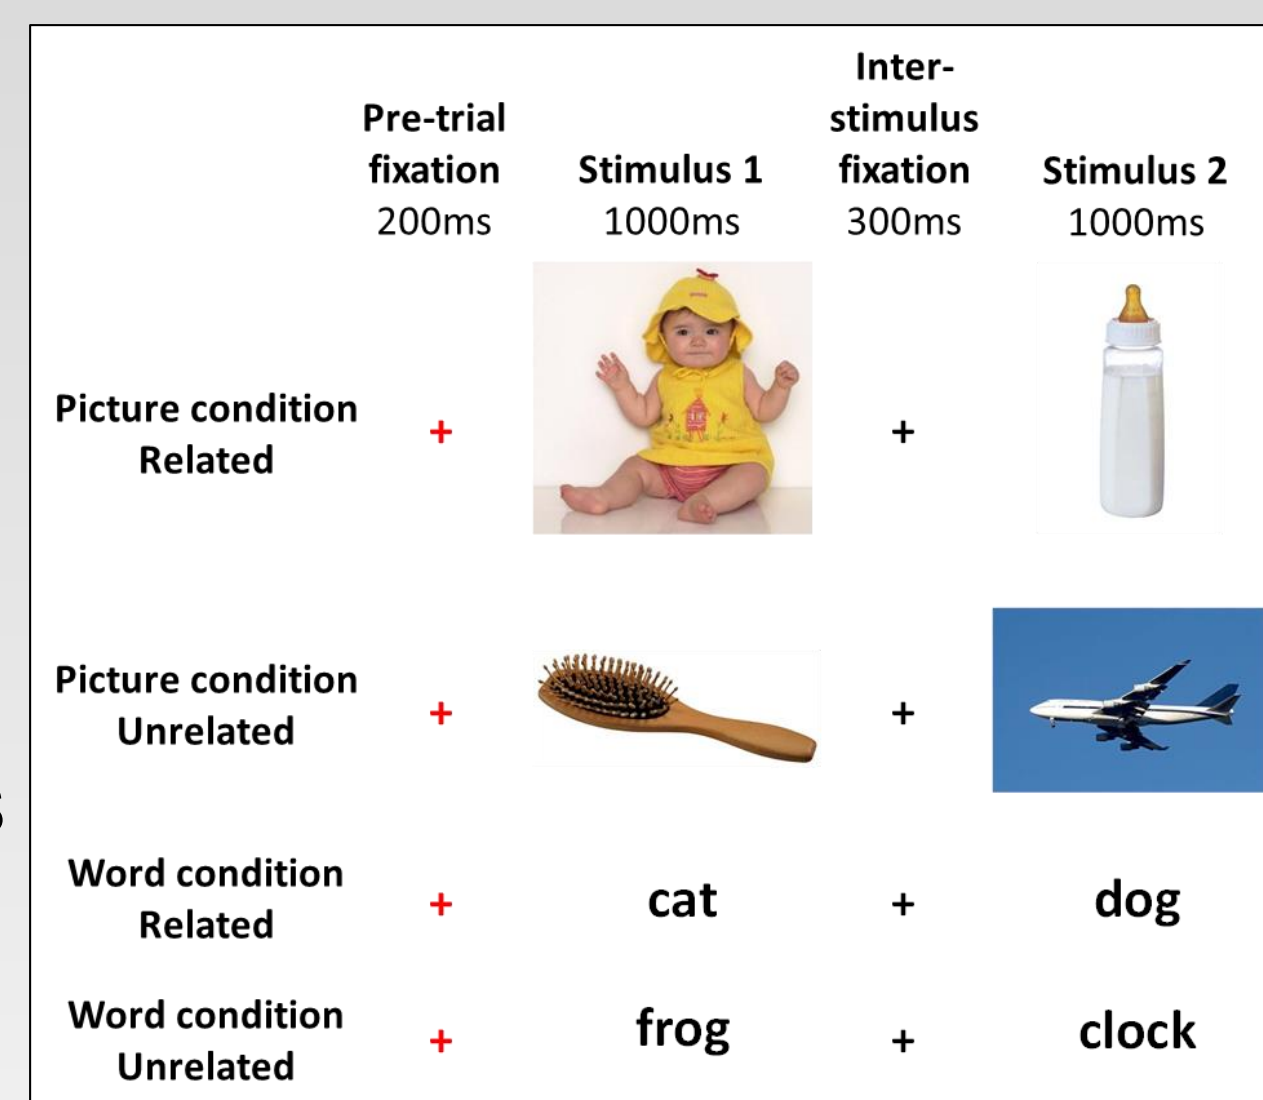 Pre-trial
fixation
200ms
Stimulus 1
1000ms
Inter-
stimulus
fixation
300ms
Stimulus 2
1000ms
Picture condition
Related
+
+
Picture condition
Unrelated
+
+
Word condition
Related
+ cat + dog
Word condition
Unrelated
+ frog + clock
s